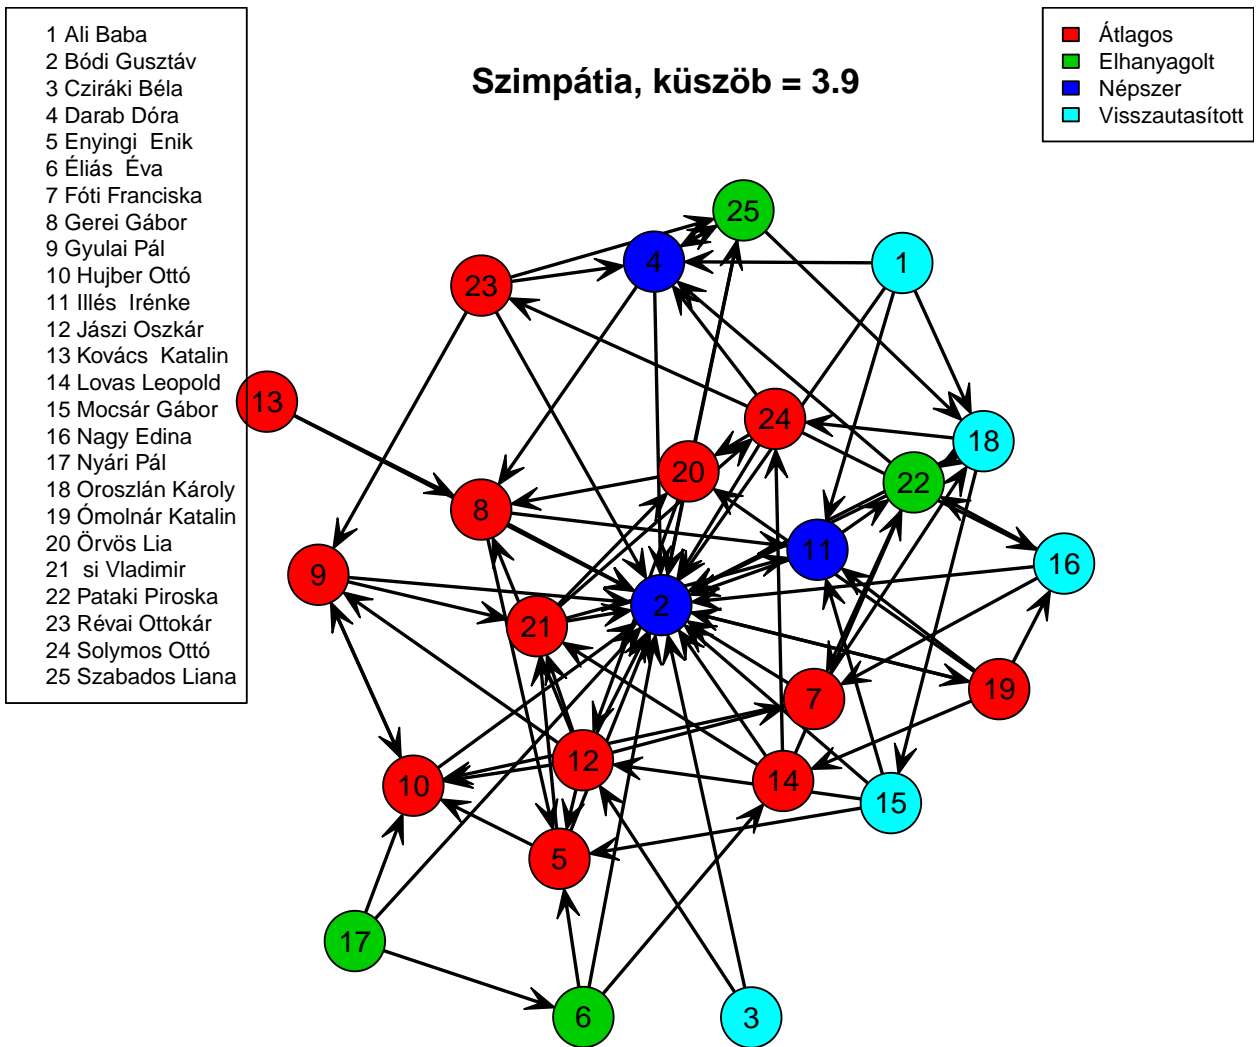 1 Ali Baba
2 Bódi Gusztáv
3 Cziráki Béla
4 Darab Dóra
5 Enyingi  Enik
6 Éliás  Éva
7 Fóti Franciska
8 Gerei Gábor
9 Gyulai Pál
10 Hujber Ottó
11 Illés  Irénke
12 Jászi Oszkár
13 Kovács  Katalin
14 Lovas Leopold
15 Mocsár Gábor
16 Nagy Edina
17 Nyári Pál
18 Oroszlán Károly
19 Ómolnár Katalin
20 Örvös Lia
21  si Vladimir
22 Pataki Piroska
23 Révai Ottokár
24 Solymos Ottó
25 Szabados Liana
Szimpátia, küszöb = 3.9
Átlagos
Elhanyagolt
Népszer
Visszautasított
25
4
1
23
13
24
18
20
22
8
11
16
9
2
21
19
7
12
14
10
15
5
17
6
3